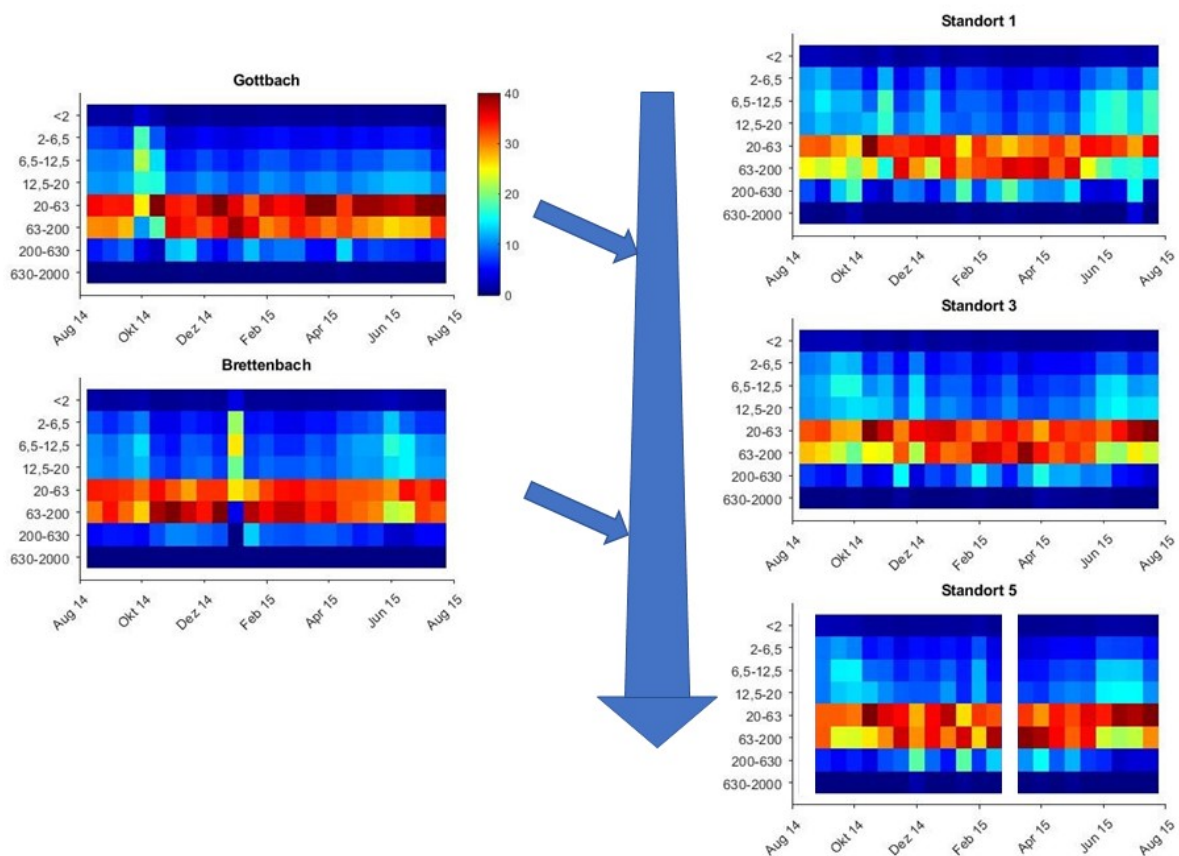 Gottbach
<2
2-6,5
6,5-12,5
12,5-20
20-63
63-200
200-630
630-2000
Aug 14
Okt 14
Dez 14
Feb 15
Apr 15
Jun 15
Aug 15
40
30
20
10
0
Brettenbach
<2
2-6,5
6,5-12,5
12,5-20
20-63
63-200
200-630
630-2000
Aug 14
Okt 14
Dez 14
Feb 15
Apr 15
Jun 15
Aug 15
Standort 1
<2
2-6,5
6,5-12,5
12,5-20
20-63
63-200
200-630
630-2000
Aug 14
Okt 14
Dez 14
Feb 15
Apr 15
Jun 15
Aug 15
Standort 3
<2
2-6,5
6,5-12,5
12,5-20
20-63
63-200
200-630
630-2000
Aug 14
Okt 14
Dez 14
Feb 15
Apr 15
Jun 15
Aug 15
Standort 5
<2
2-6,5
6,5-12,5
12,5-20
20-63
63-200
200-630
630-2000
Aug 14
Okt 14
Dez 14
Feb 15
Apr 15
Jun 15
Aug 15